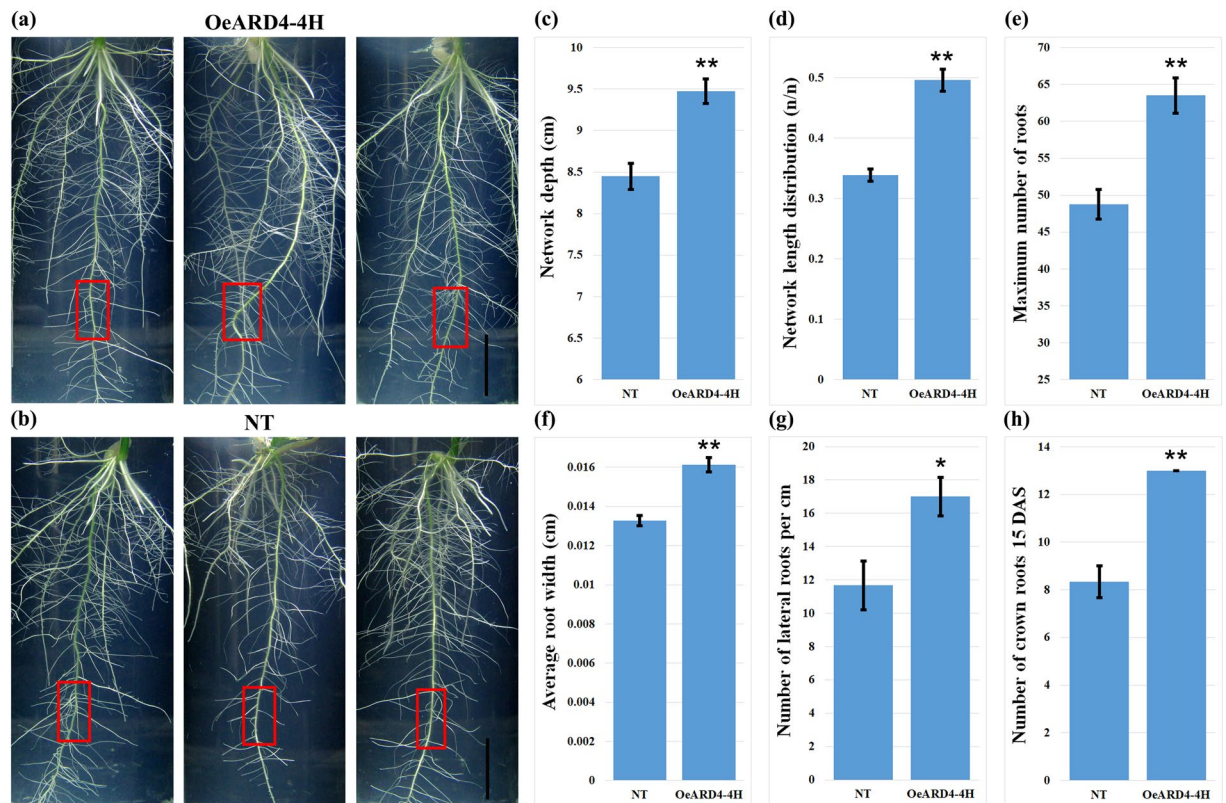 (a)
OeARD4-4H
(b)
NT
(c)
Network depth (cm)
10
9.5
9
8.5
8
7.5
7
6.5
6
**
NT
OeARD4-4H
(d)
Network length distribution (n/n)
0.5
0.4
0.3
0.2
0.1
0
**
NT
OeARD4-4H
(e)
Maximum number of roots
70
65
60
55
50
45
40
35
30
25
**
NT
OeARD4-4H
(f)
Average root width (cm)
0.016
0.014
0.012
0.01
0.008
0.006
0.004
0.002
0
**
NT
OeARD4-4H
(g)
Number of lateral roots per cm
20
18
16
14
12
10
8
6
4
2
0
*
NT
OeARD4-4H
(h)
Number of crown roots 15 DAS
14
12
10
8
6
4
2
0
**
NT
OeARD4-4H